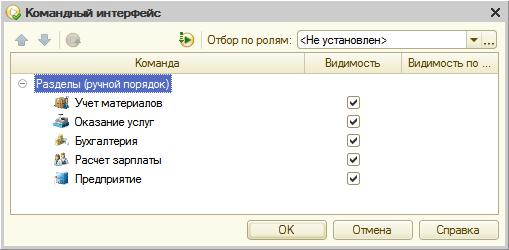 Командный интерфейс
Отбор по ролям: <Не установлен>
Команда Видимость Видимость по ...
Разделы (ручной порядок)
Учет материалов
Оказание услуг
Бухгалтерия
Расчет зарплаты
Предприятие
OK Отмена Справка